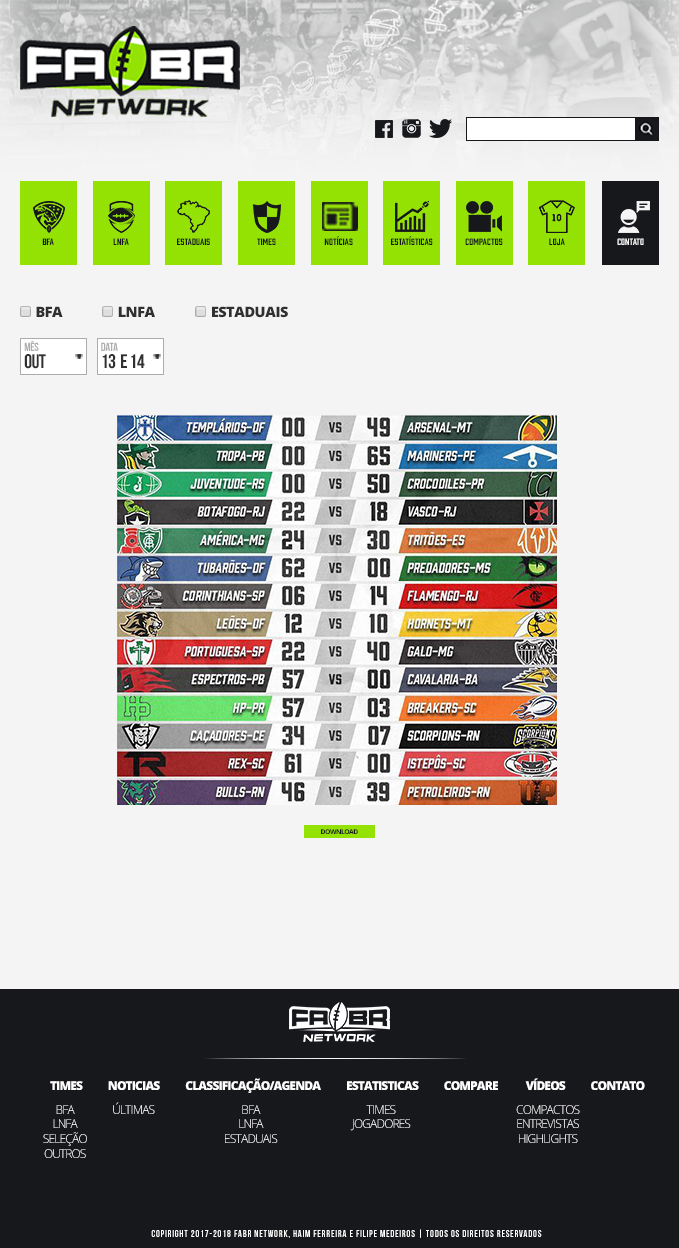 FABR
NETWORK
BFA
LNFA
ESTADUAIS
TIMES
NOTÍCIAS
ESTATÍSTICAS
COMPACTOS
LOJA
CONTATO
10
BFA LNFA ESTADUAIS
MÊS DATA
OUT 13 E 14
TEMPLÁRIOS-DF 00 VS 49 ARSENAL-MT
TROPA-PB 00 VS 65 MARINERS-PE
JUVENTUDE-RS 00 VS 50 CROCODILES-PR
BOTAFOGO-RJ 22 VS 18 VASCO-RJ
AMÉRICA-MG 24 VS 30 TRITÕES-ES
TUBARÕES-DF 62 VS 00 PREDADORES-MS
CORINTHIANS-SP 06 VS 14 FLAMENGO-RJ
LEÕES-DF 12 VS 10 HORNETS-MT
PORTUGUESA-SP 22 VS 40 GALO-MG
ESPECTROS-PB 57 VS 00 CAVALARIA-BA
HP HP-PR 57 VS 03 BREAKERS-SC
CAÇADORES-CE 34 VS 07 SCORPIONS-RN SCORPIONS
TR REX-SC 61 VS 00 ISTEPÔS-SC
BULLS-RN 46 VS 39 PETROLEIROS-RN
DOWNLOAD
FABR
NETWORK
TIMES NOTICIAS CLASSIFICAÇÃO/AGENDA ESTATISTICAS COMPARE VÍDEOS CONTATO
BFA ÚLTIMAS BFA TIMES COMPACTOS
LNFA LNFA JOGADORES ENTREVISTAS
SELEÇÃO ESTADUAIS HIGHLIGHTS
OUTROS
COPIRIGHT 2017-2018 FABR NETWORK, HAIM FERREIRA E FILIPE MEDEIROS | TODOS OS DIREITOS RESERVADOS